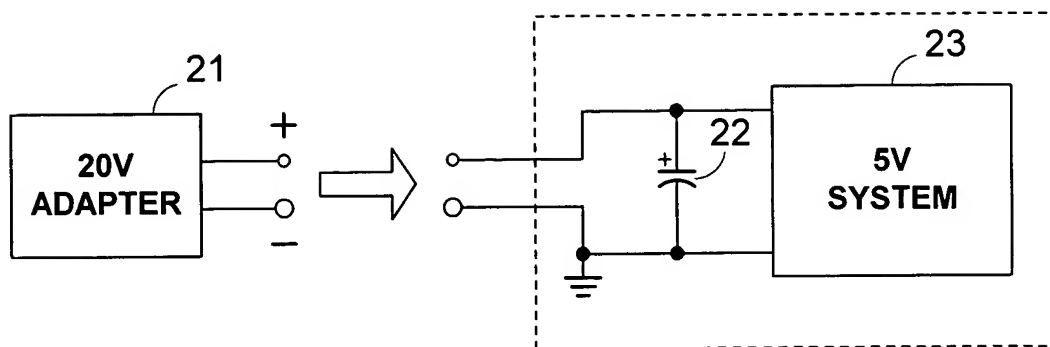 21
20V
ADAPTER
+
−
+
22
23
5V
SYSTEM